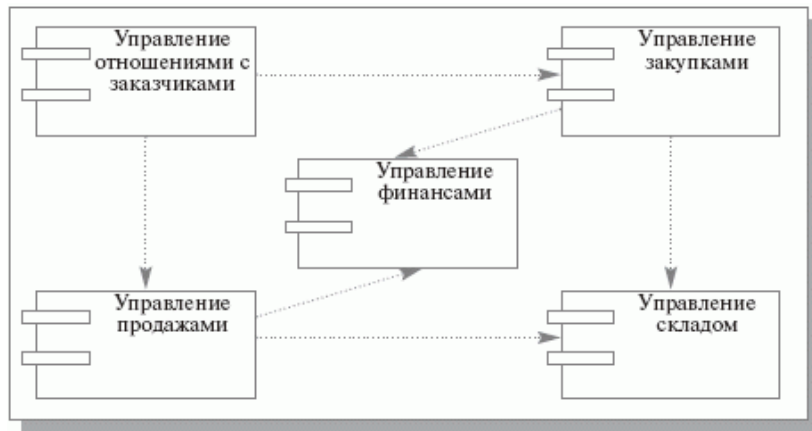 Управление
отношениями с
заказчиками
Управление
закупками
Управление
финансами
Управление
продажами
Управление
складом